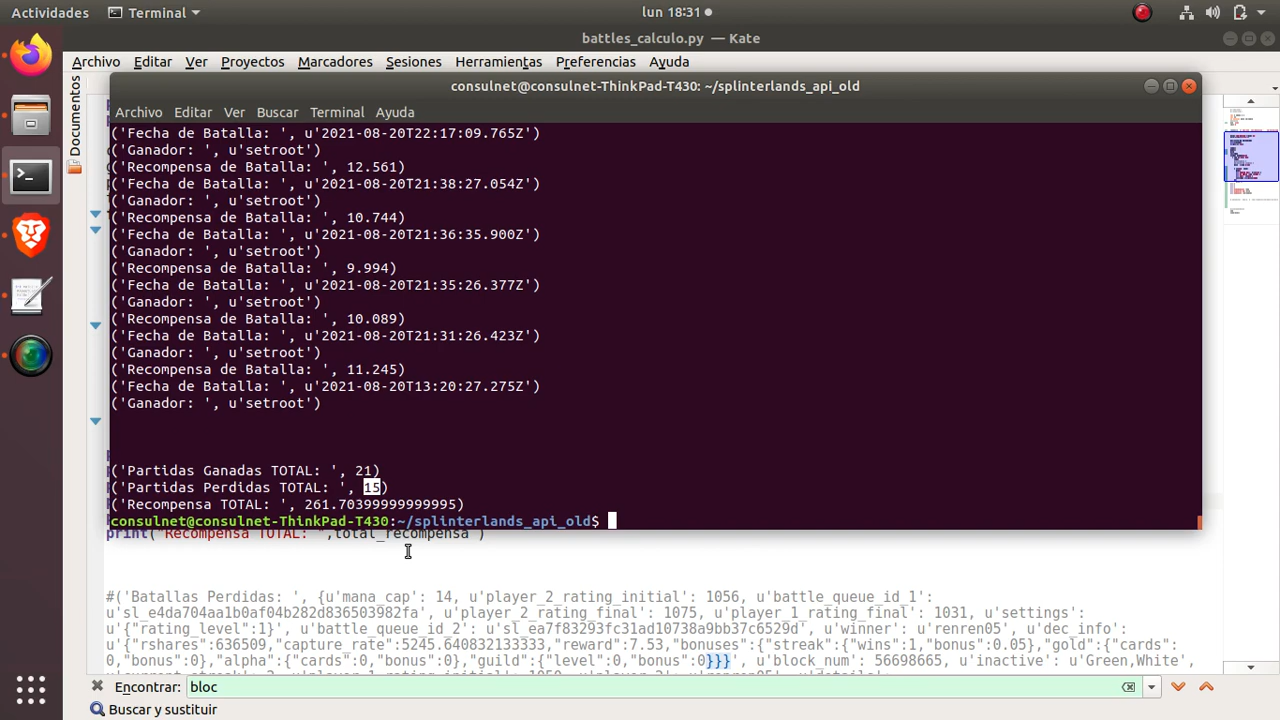 Actividades
Terminal
lun 18:31
battles_calculo.py — Kate
Archivo Editar Ver Proyectos Marcadores Sesiones Herramientas Preferencias Ayuda
Documentos
consulnet@consulnet-ThinkPad-T430: ~/splinterlands_api_old
Archivo Editar Ver Buscar Terminal Ayuda
('Fecha de Batalla: ', u'2021-08-20T22:17:09.765Z')
('Ganador: ', u'setroot')
('Recompensa de Batalla: ', 12.561)
('Fecha de Batalla: ', u'2021-08-20T21:38:27.054Z')
('Ganador: ', u'setroot')
('Recompensa de Batalla: ', 10.744)
('Fecha de Batalla: ', u'2021-08-20T21:36:35.900Z')
('Ganador: ', u'setroot')
('Recompensa de Batalla: ', 9.994)
('Fecha de Batalla: ', u'2021-08-20T21:35:26.377Z')
('Ganador: ', u'setroot')
('Recompensa de Batalla: ', 10.089)
('Fecha de Batalla: ', u'2021-08-20T21:31:26.423Z')
('Ganador: ', u'setroot')
('Recompensa de Batalla: ', 11.245)
('Fecha de Batalla: ', u'2021-08-20T13:20:27.275Z')
('Ganador: ', u'setroot')
('Partidas Ganadas TOTAL: ', 21)
('Partidas Perdidas TOTAL: ', 15)
('Recompensa TOTAL: ', 261.70399999999995)
consulnet@consulnet-ThinkPad-T430:~/splinterlands_api_old$
print("Recompensa TOTAL: ",total_recompensa )
#('Batallas Perdidas: ', {u'mana_cap': 14, u'player_2_rating_initial': 1056, u'battle_queue_id_1':
u'sl_e4da704aa1b0af04b282d836503982fa', u'player_2_rating_final': 1075, u'player_1_rating_final': 1031, u'settings':
u'{"rating_level":1}', u'battle_queue_id_2': u'sl_ea7f83293fc31ad10738a9bb37c6529d', u'winner': u'renren05', u'dec_info':
u'{"rshares":636509,"capture_rate":5245.640832133333,"reward":7.53,"bonuses":{"streak":{"wins":1,"bonus":0.05},"gold":{"cards":
0,"bonus":0},"alpha":{"cards":0,"bonus":0},"guild":{"level":0,"bonus":0}}}', u'block_num': 56698665, u'inactive': u'Green,White',
Encontrar: bloc
Buscar y sustituir